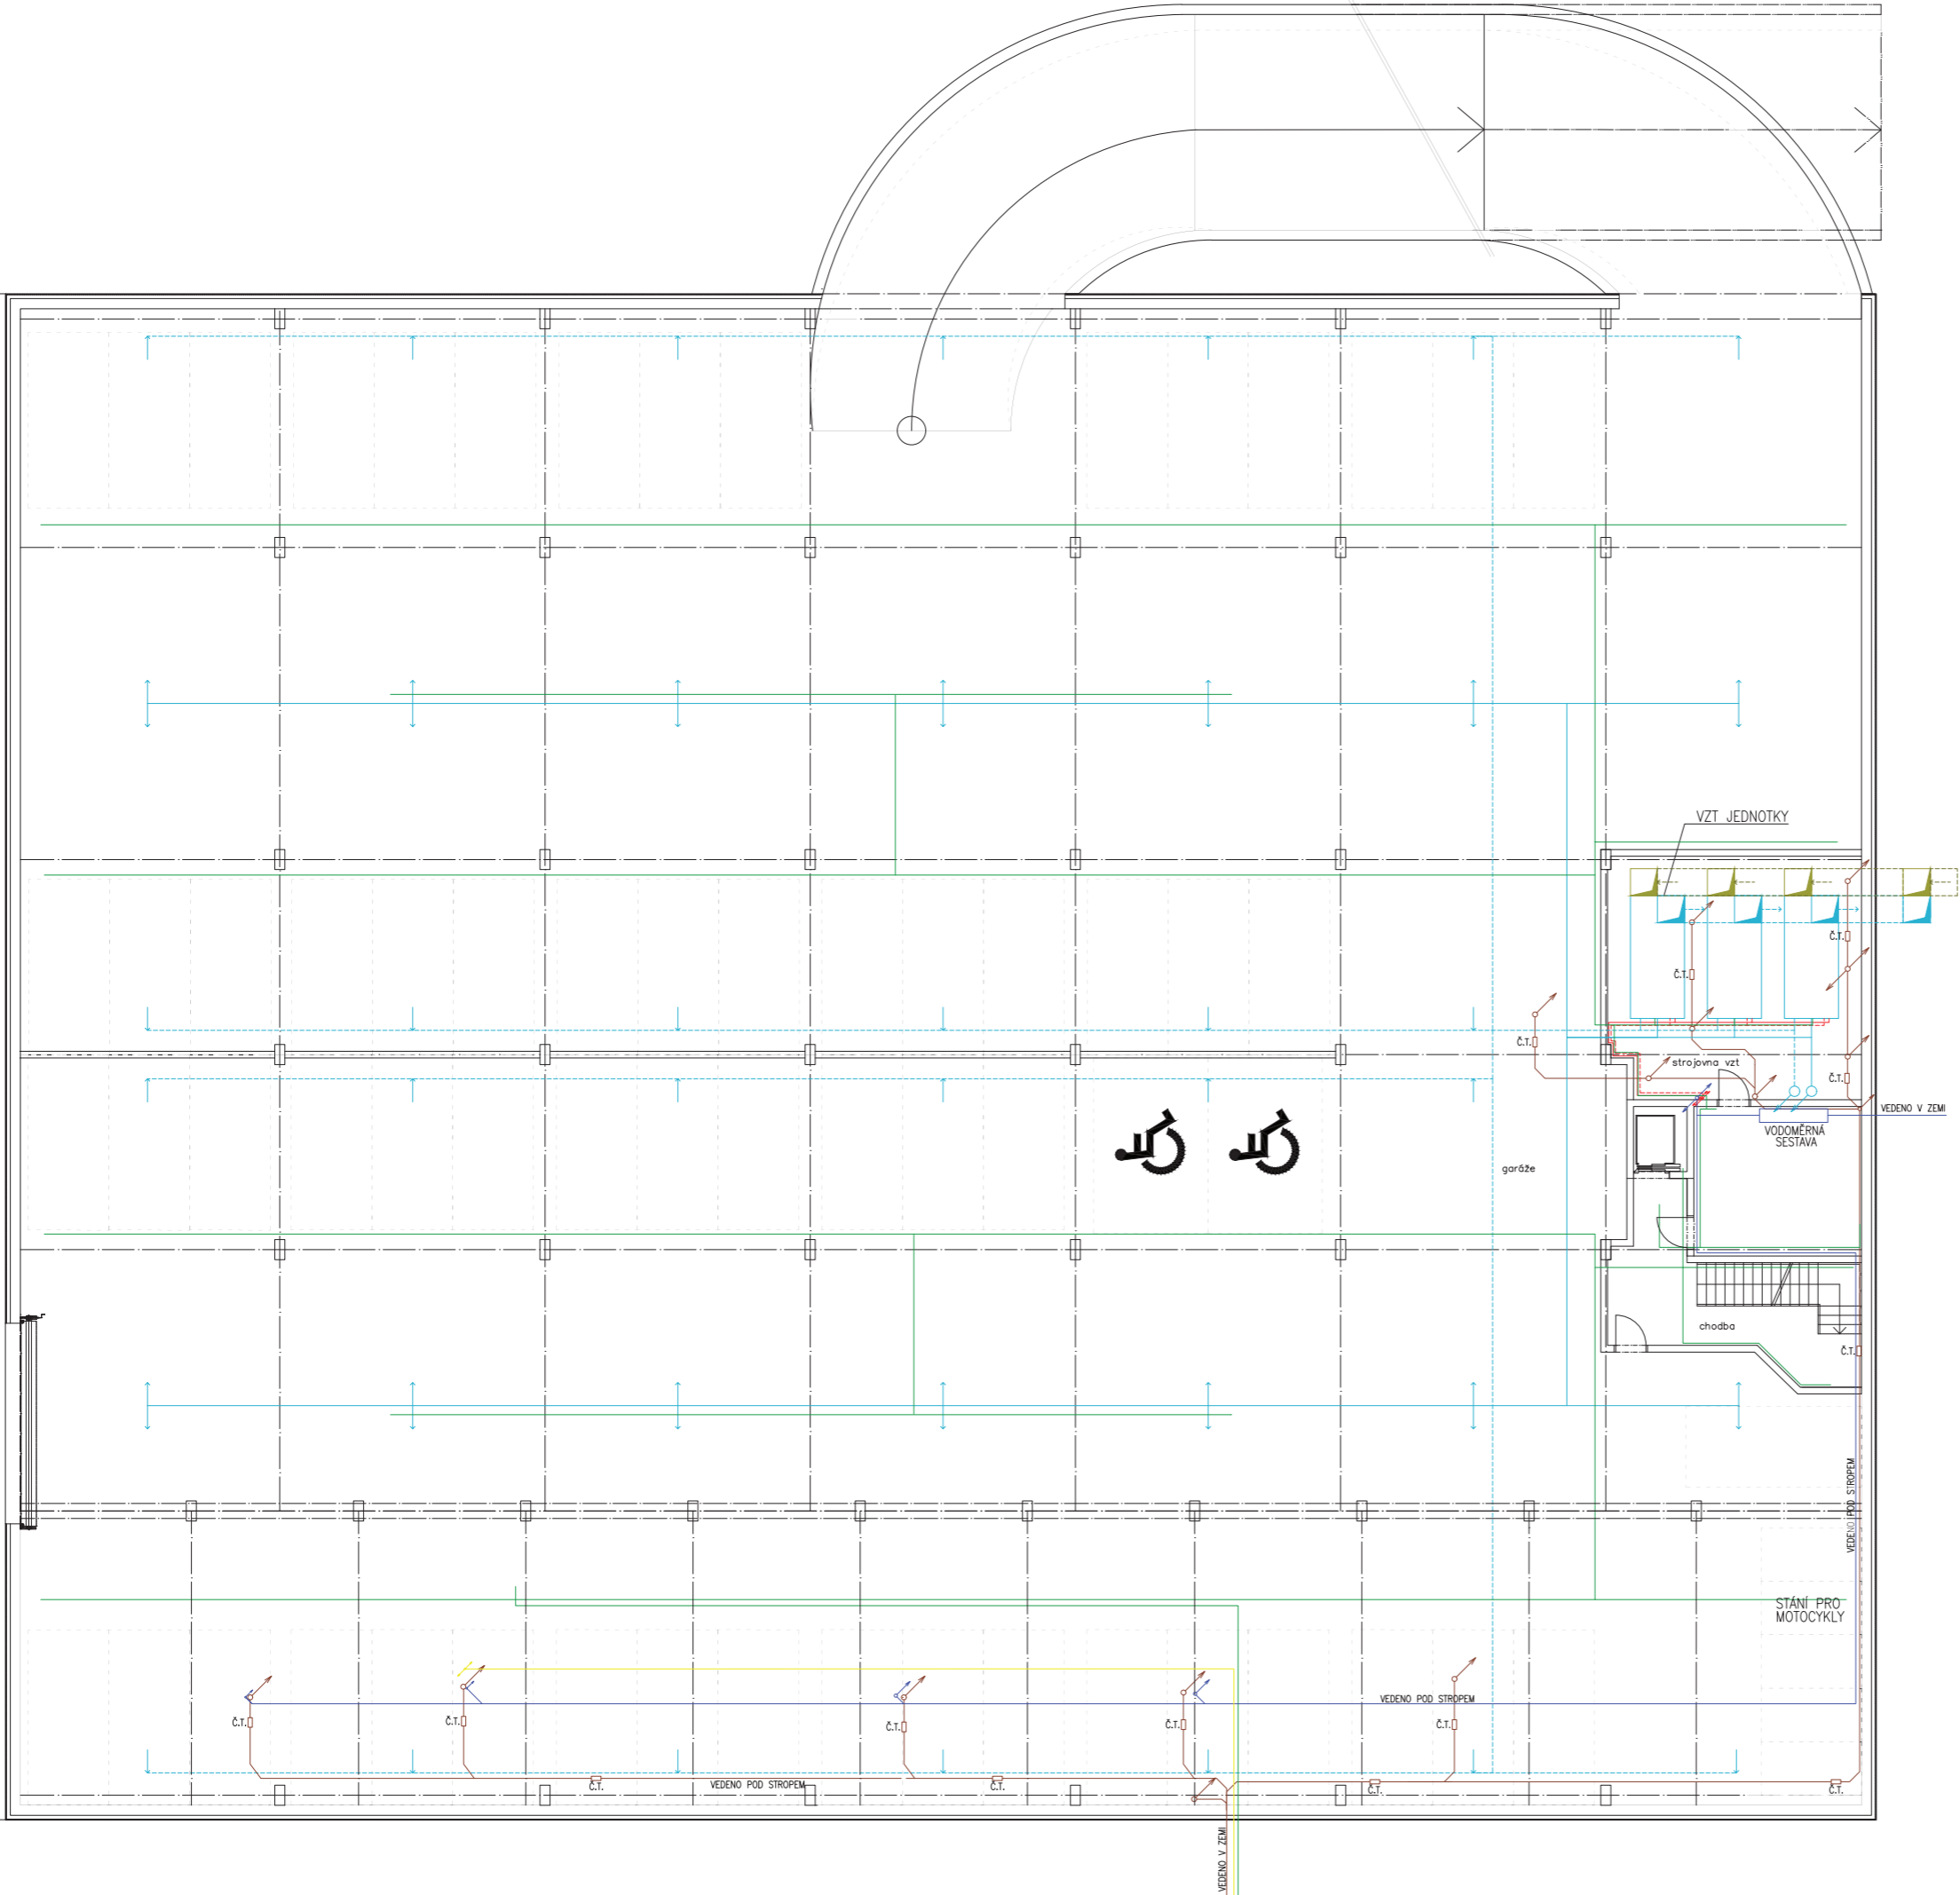 VZT JEDNOTKY
Č.T.
Č.T.
Č.T.
strojovna vzt
Č.T.
VEDENO V ZEMI
VODOMĚRNÁ
SESTAVA
garáže
chodba
Č.T.
VEDENO POD STROPEM
STÁNÍ PRO
MOTOCYKLY
VEDENO POD STROPEM
Č.T.
Č.T.
Č.T.
Č.T.
Č.T.
VEDENO POD STROPEM
Č.T.
Č.T.
Č.T.
Č.T.
VEDENO V ZEMI